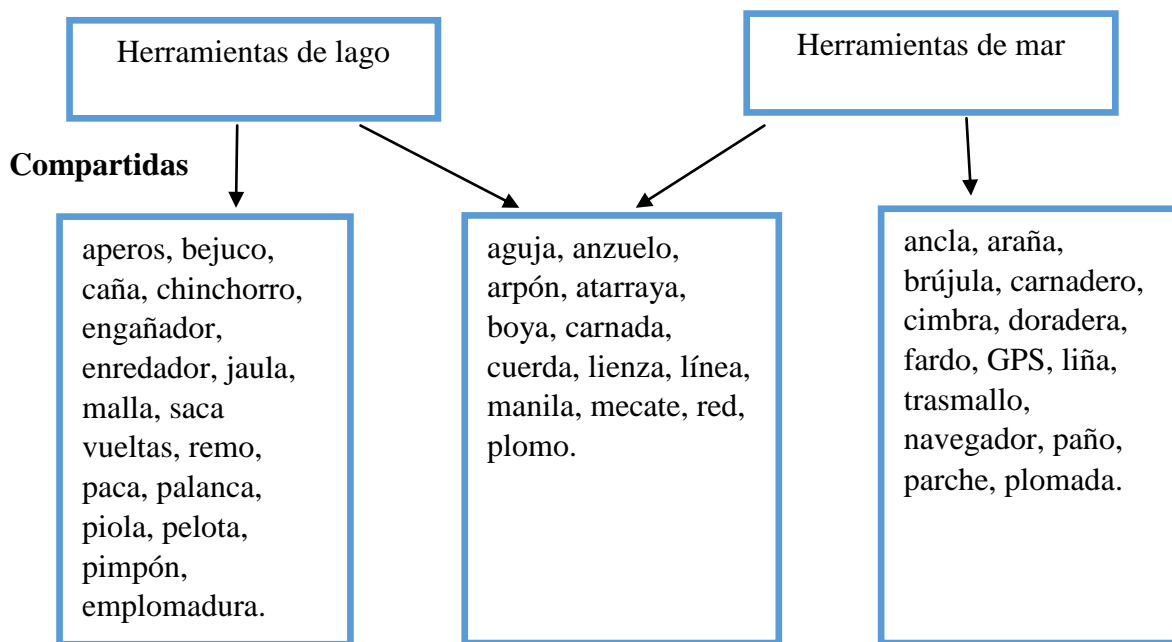 Herramientas de lago
Herramientas de mar
Compartidas
aperos, bejuco,
caña, chinchorro,
engañador,
enredador, jaula,
malla, saca
vueltas, remo,
paca, palanca,
piola, pelota,
pimpón,
emplomadura.
aguja, anzuelo,
arpón, atarraya,
boya, carnada,
cuerda, lienza, línea,
manila, mecate, red,
plomo.
ancla, araña,
brújula, carnadero,
cimbra, doradera,
fardo, GPS, liña,
trasmallo,
navegador, paño,
parche, plomada.